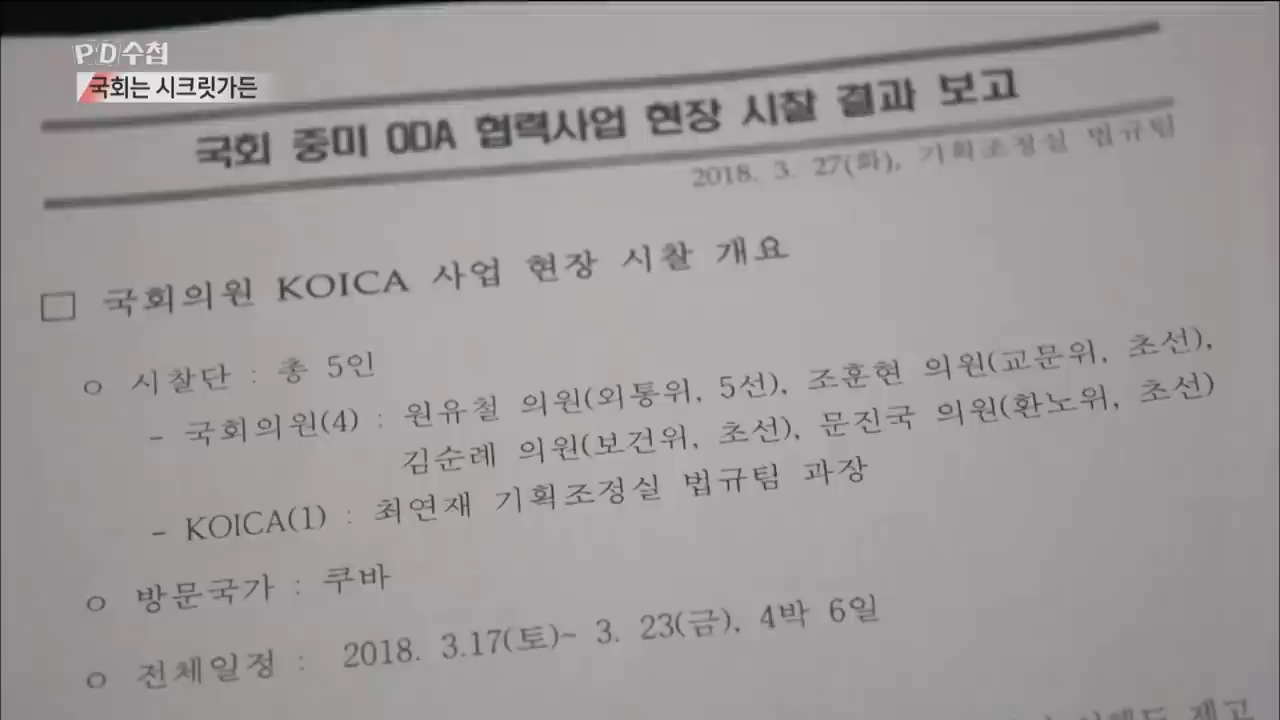 PD수첩
국회는 시크릿가든
국회 중미 ODA 협력사업 현장 시찰 결과 보고
2018. 3. 27(화), 기획조정실 법규팀
□ 국회의원 KOICA 사업 현장 시찰 개요
o 시찰단 : 총 5인
- 국회의원(4) : 원유철 의원(외통위, 5선), 조훈현 의원(교문위, 초선),
김순례 의원(보건위, 초선), 문진국 의원(환노위, 초선)
- KOICA(1) : 최연재 기획조정실 법규팀 과장
o 방문국가 : 쿠바
o 전체일정 : 2018. 3.17(토)~ 3. 23(금), 4박 6일
제고